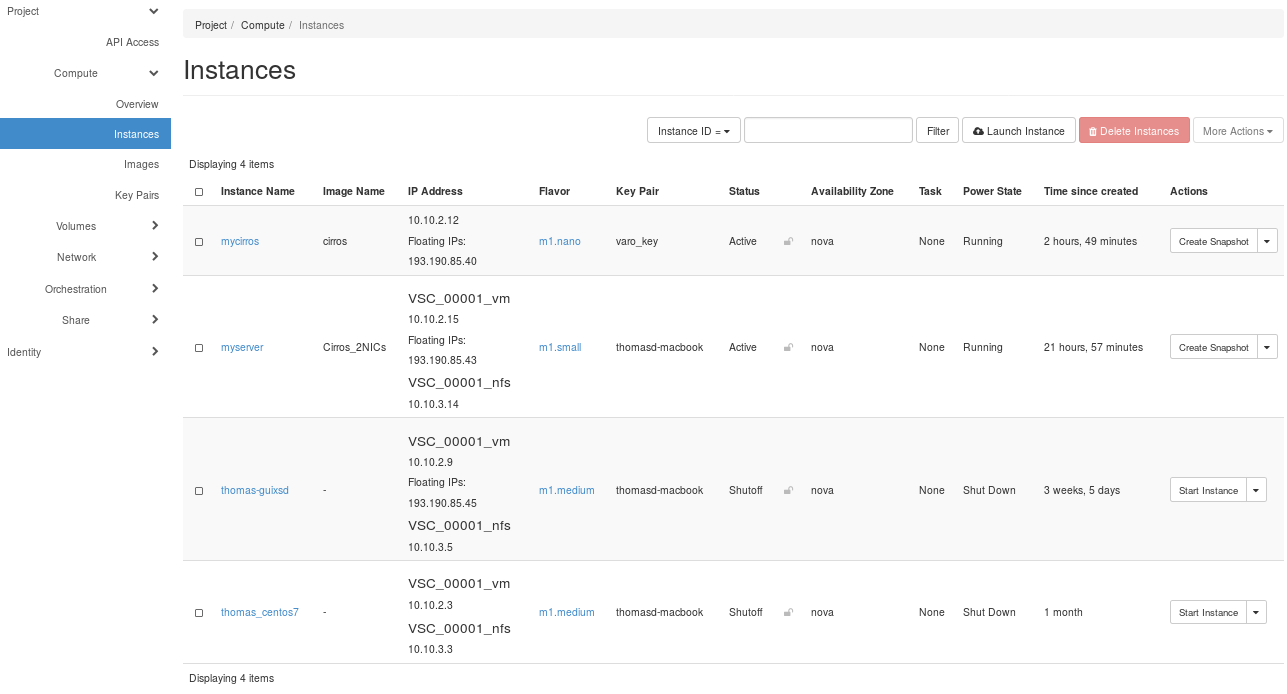 Project
API Access
Compute
Overview
Instances
Images
Key Pairs
Volumes
Network
Orchestration
Share
Identity
Project / Compute / Instances
Instances
Instance ID = Filter Launch Instance Delete Instances More Actions
Displaying 4 items
Instance Name Image Name IP Address Flavor Key Pair Status Availability Zone Task Power State Time since created Actions
10.10.2.12
mycirros cirros Floating IPs: m1.nano varo_key Active nova None Running 2 hours, 49 minutes Create Snapshot
193.190.85.40
VSC_00001_vm
10.10.2.15
Floating IPs:
myserver Cirros_2NICs m1.small thomasd-macbook Active nova None Running 21 hours, 57 minutes Create Snapshot
193.190.85.43
VSC_00001_nfs
10.10.3.14
VSC_00001_vm
10.10.2.9
Floating IPs:
thomas-guixsd - m1.medium thomasd-macbook Shutoff nova None Shut Down 3 weeks, 5 days Start Instance
193.190.85.45
VSC_00001_nfs
10.10.3.5
VSC_00001_vm
10.10.2.3
thomas_centos7 - m1.medium thomasd-macbook Shutoff nova None Shut Down 1 month Start Instance
VSC_00001_nfs
10.10.3.3
Displaying 4 items